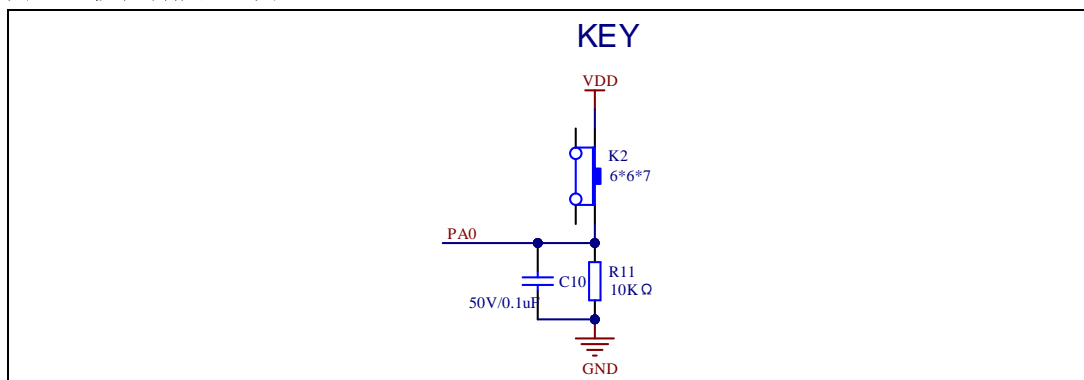 KEY
VDD
K2
6*6*7
PA0
C10
R11
10KΩ
50V/0.1uF
GND